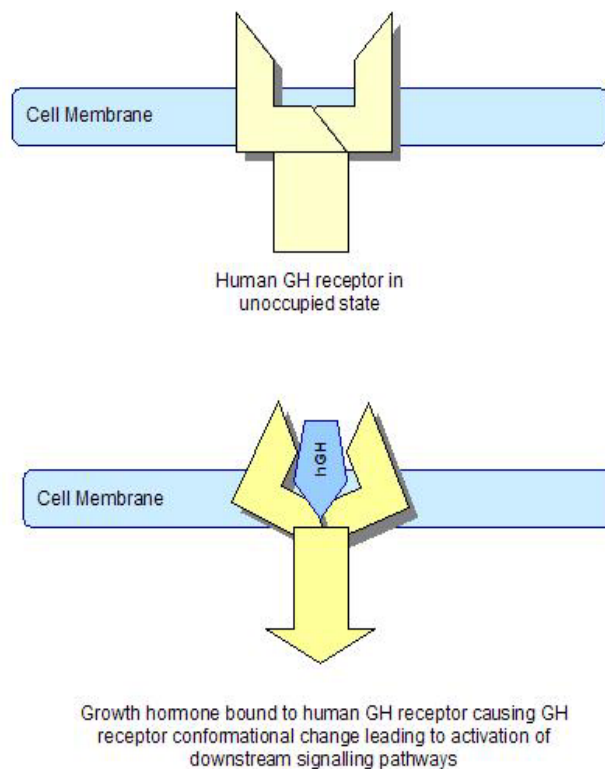 Cell Membrane
Human GH receptor in
unoccupied state
hGH
Cell Membrane
Growth hormone bound to human GH receptor causing GH
receptor conformational change leading to activation of
downstream signalling pathways